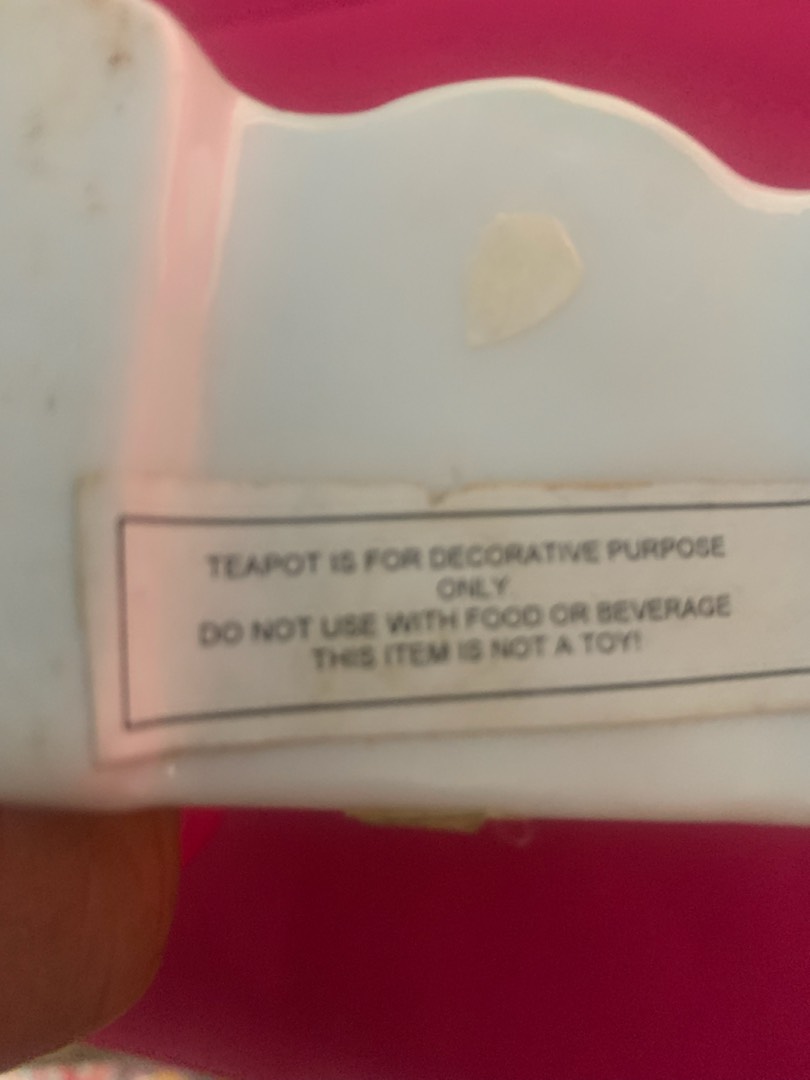 TEAPOT IS FOR DECORATIVE PURPOSE
ONLY
DO NOT USE WITH FOOD OR BEVERAGE
THIS ITEM IS NOT A TOY!